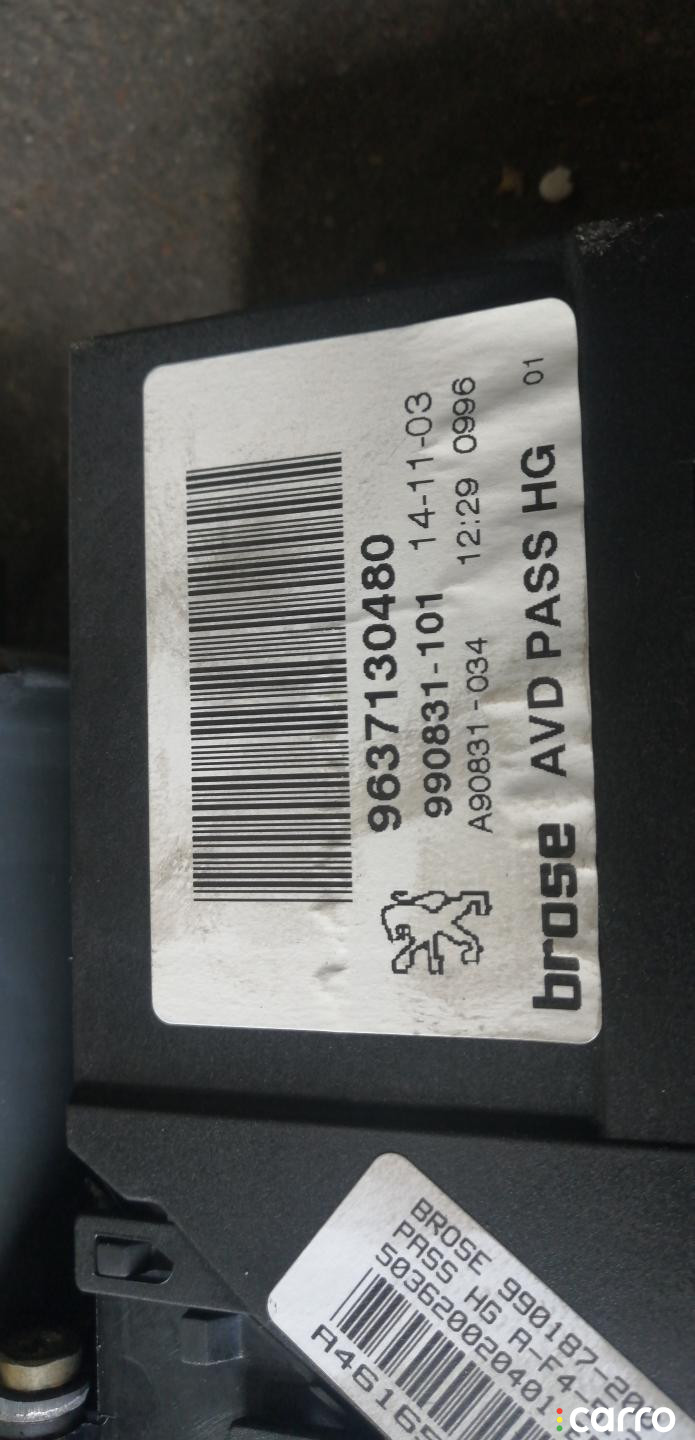 9637130480
990831-101 14-11-03
A90831-034 12:29 0996
brose AVD PASS HG 01
BROSE 990187-20
PASS HG A-F4-
50362002040
A4616
carro